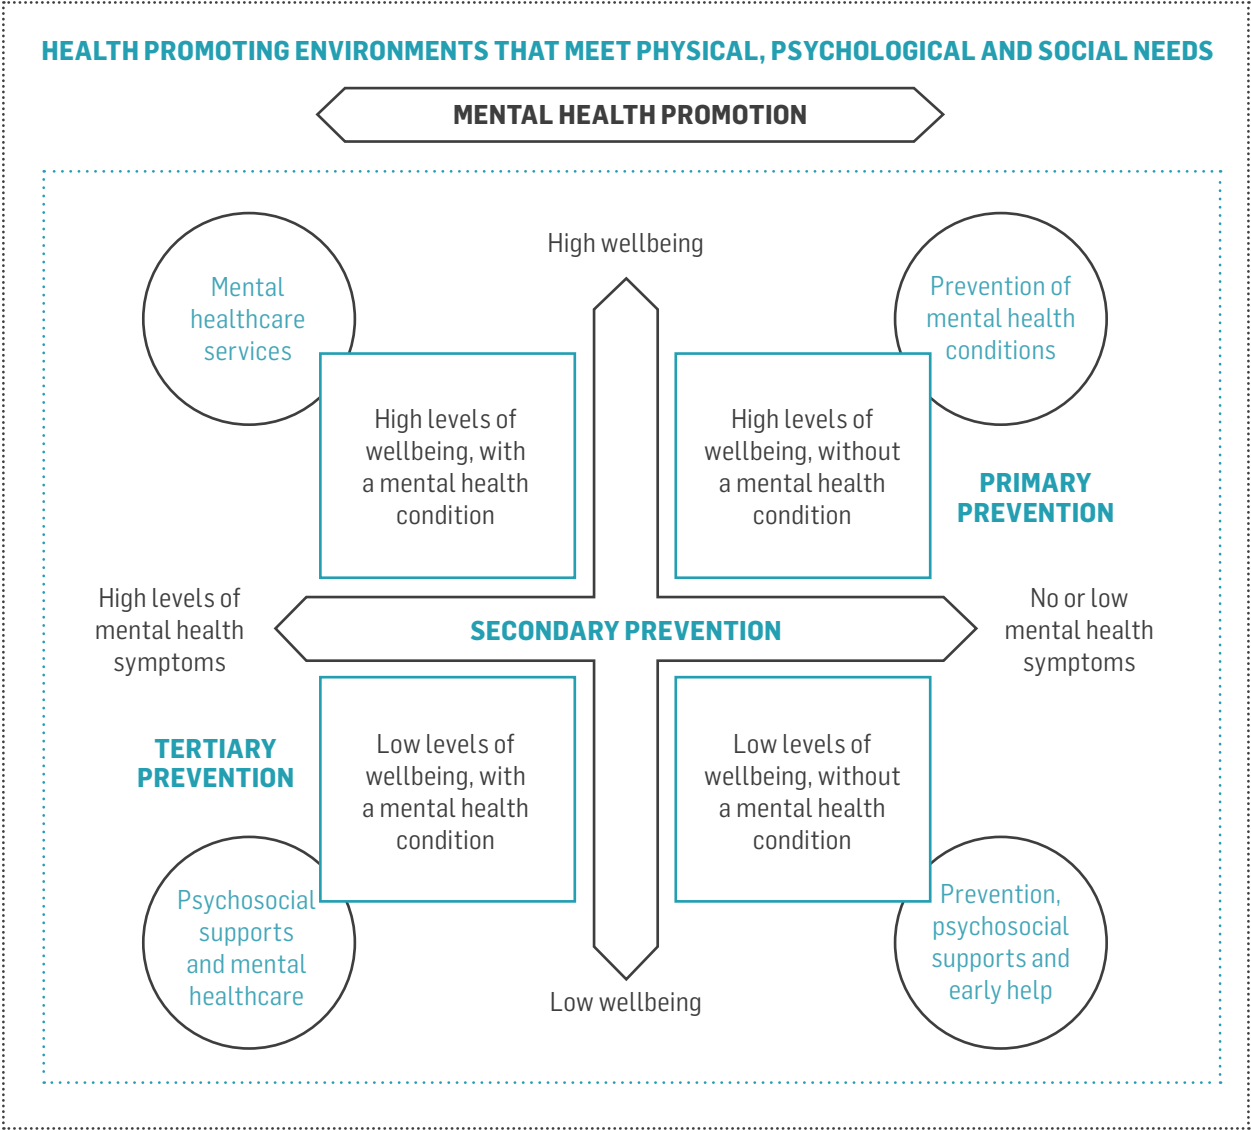 HEALTH PROMOTING ENVIRONMENTS THAT MEET PHYSICAL, PSYCHOLOGICAL AND SOCIAL NEEDS
MENTAL HEALTH PROMOTION
High wellbeing
Mental
healthcare
services
Prevention of
mental health
conditions
High levels of
wellbeing, with
a mental health
condition
High levels of
wellbeing, without
a mental health
condition
PRIMARY
PREVENTION
High levels of
mental health
symptoms
SECONDARY PREVENTION
No or low
mental health
symptoms
TERTIARY
PREVENTION
Low levels of
wellbeing, with
a mental health
condition
Low levels of
wellbeing, without
a mental health
condition
Psychosocial
supports
and mental
healthcare
Prevention,
psychosocial
supports and
early help
Low wellbeing